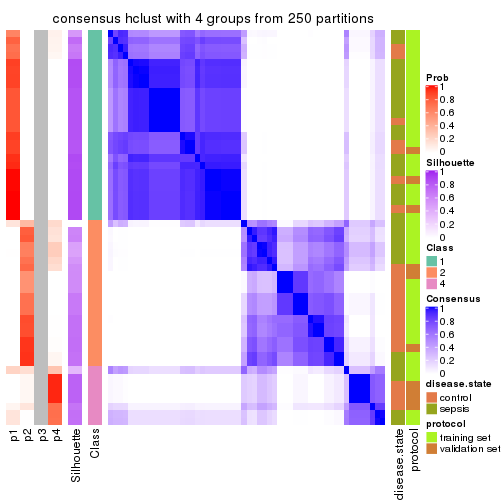 consensus hclust with 4 groups from 250 partitions
p1
p2
p3
p4
Silhouette
Class
disease.state
protocol
Prob
1
0.8
0.6
0.4
0.2
0
Silhouette
1
0.8
0.6
0.4
0.2
0
Class
1
2
4
Consensus
1
0.8
0.6
0.4
0.2
0
disease.state
control
sepsis
protocol
training set
validation set